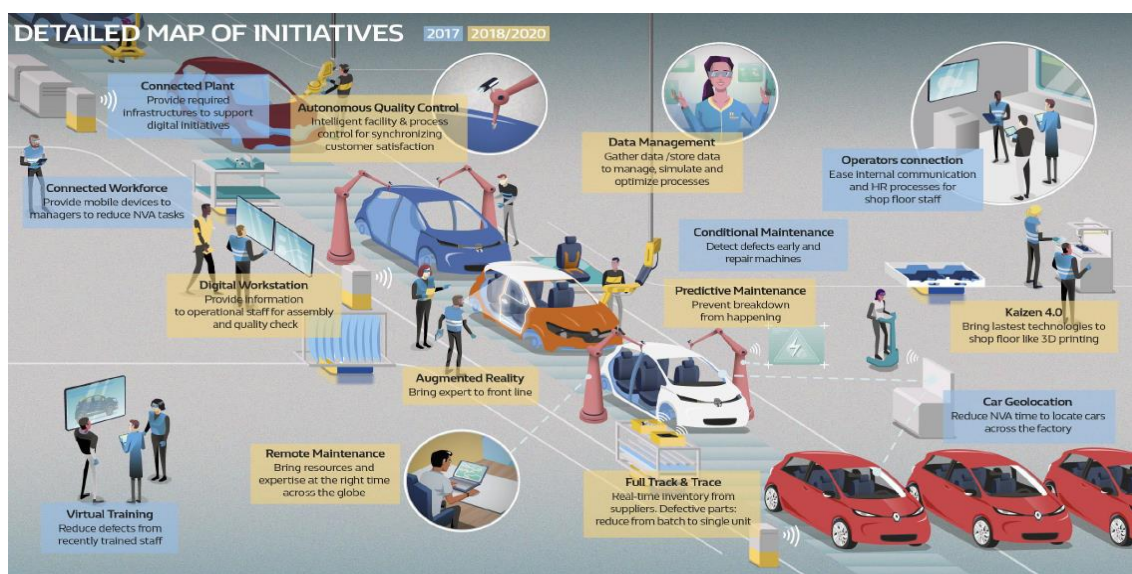 DETAILED MAP OF INITIATIVES 2017 2018/2020
Connected Plant
Provide required
infrastructures to support
digital initiatives
Autonomous Quality Control
Intelligent facility & process
control for synchronizing
customer satisfaction
Data Management
Gather data /store data
to manage, simulate and
optimize processes
Operators connection
Ease internal communication
and HR processes for
shop floor staff
Connected Workforce
Provide mobile devices to
managers to reduce NVA tasks
Conditional Maintenance
Detect defects early and
repair machines
Digital Workstation
Provide information
to operational staff for assembly
and quality check
Predictive Maintenance
Prevent breakdown
from happening
Kaizen 4.0
Bring lastest technologies to
shop floor like 3D printing
Augmented Reality
Bring expert to front line
Car Geolocation
Reduce NVA time to locate cars
across the factory
Remote Maintenance
Bring resources and
expertise at the right time
across the globe
Full Track & Trace
Real-time inventory from
suppliers. Defective parts:
reduce from batch to single unit
Virtual Training
Reduce defects from
recently trained staff